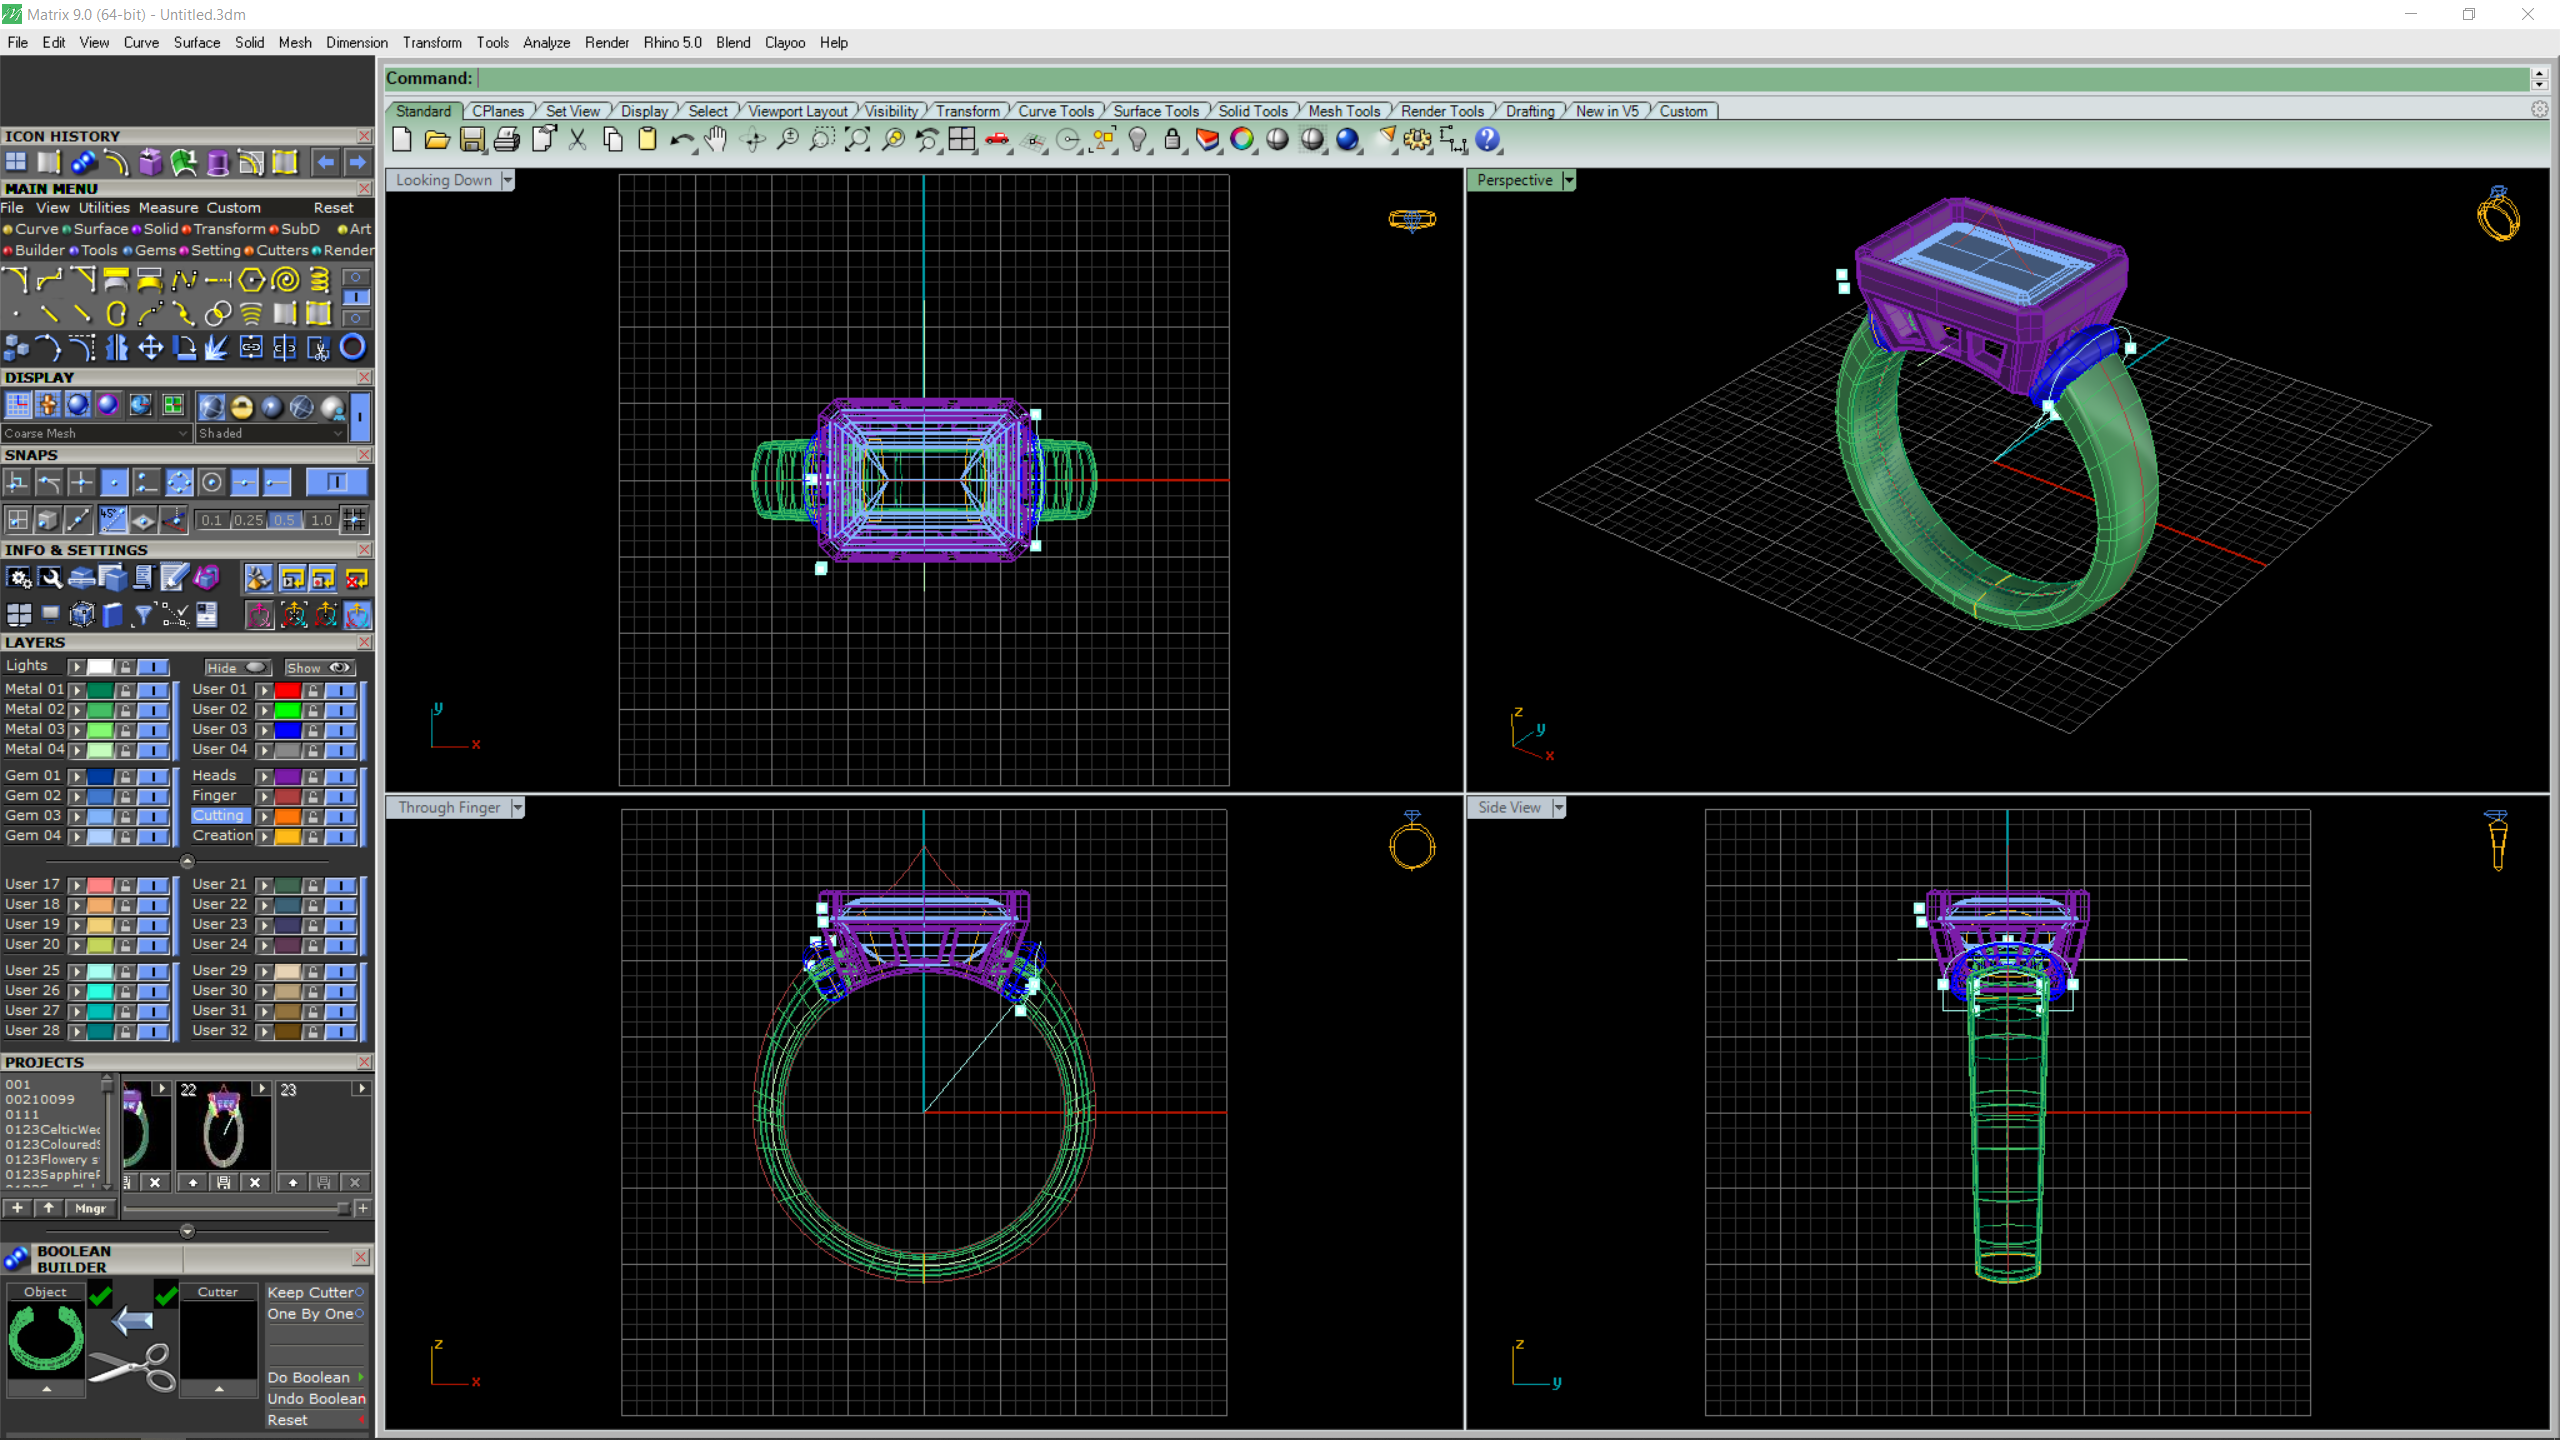 Matrix 9.0 (64-bit) - Untitled.3dm
File Edit View Curve Surface Solid Mesh Dimension Transform Tools Analyze Render Rhino 5.0 Blend Clayoo Help
Command:
Standard CPlanes Set View Display Select Viewport Layout Visibility Transform Curve Tools Surface Tools Solid Tools Mesh Tools Render Tools Drafting New in V5 Custom
ICON HISTORY
MAIN MENU
File View Utilities Measure Custom Reset
Curve Surface Solid Transform SubD Art
Builder Tools Gems Setting Cutters Render
DISPLAY
Coarse Mesh Shaded
SNAPS
45°
0.1 0.25 0.5 1.0
INFO & SETTINGS
LAYERS
Lights Hide Show
Metal 01 User 01
Metal 02 User 02
Metal 03 User 03
Metal 04 User 04
Gem 01 Heads
Gem 02 Finger
Gem 03 Cutting
Gem 04 Creation
User 17 User 21
User 18 User 22
User 19 User 23
User 20 User 24
User 25 User 29
User 26 User 30
User 27 User 31
User 28 User 32
PROJECTS
001
00210099
0111
0123CelticWed
0123Coloured
0123Flowery s
0123Sapphire
22 23
Mngr
BOOLEAN
BUILDER
Object Cutter
Keep Cutter
One By One
Do Boolean
Undo Boolean
Reset
Looking Down
y
x
Perspective
z
y
x
Through Finger
z
x
Side View
z
y